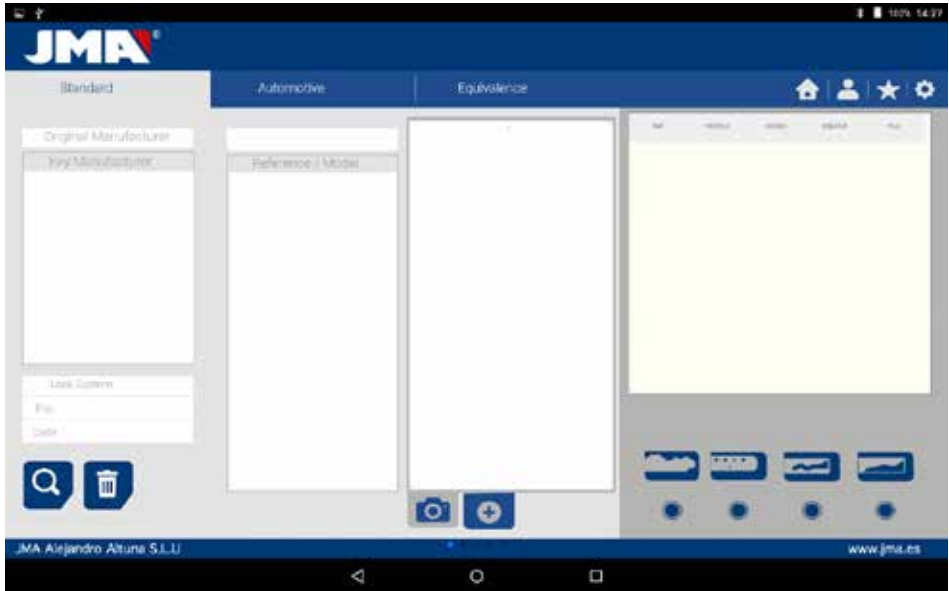 100% 14:27
JMA®
Standard
Automotive
Equivalence
Original Manufacturer
Key Manufacturer
Reference / Model
Lock System
Date
JMA Alejandro Altuna S.L.U
www.jma.es